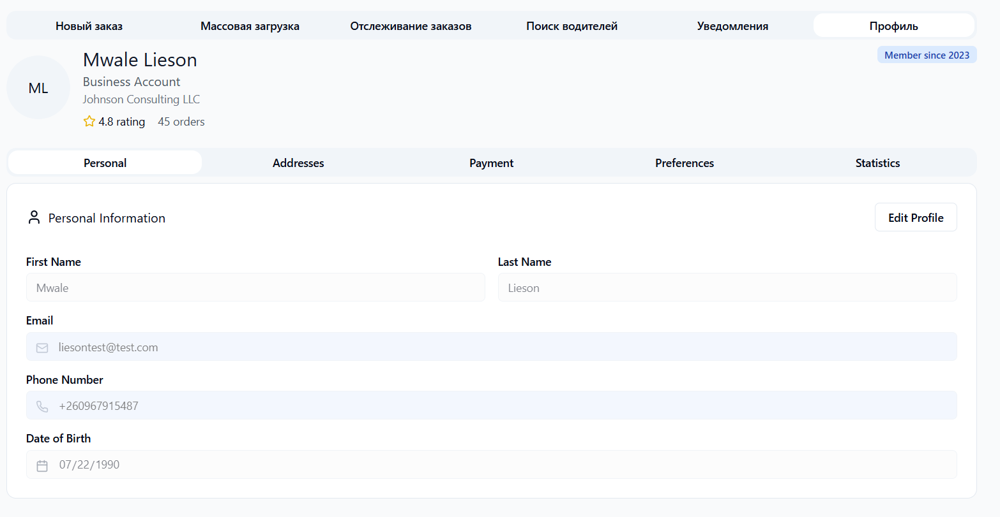 Новый заказ Массовая загрузка Отслеживание заказов Поиск водителей Уведомления Профиль
Member since 2023
ML
Mwale Lieson
Business Account
Johnson Consulting LLC
4.8 rating 45 orders
Personal Addresses Payment Preferences Statistics
Personal Information
Edit Profile
First Name Last Name
Mwale Lieson
Email
liesontest@test.com
Phone Number
+260967915487
Date of Birth
07/22/1990